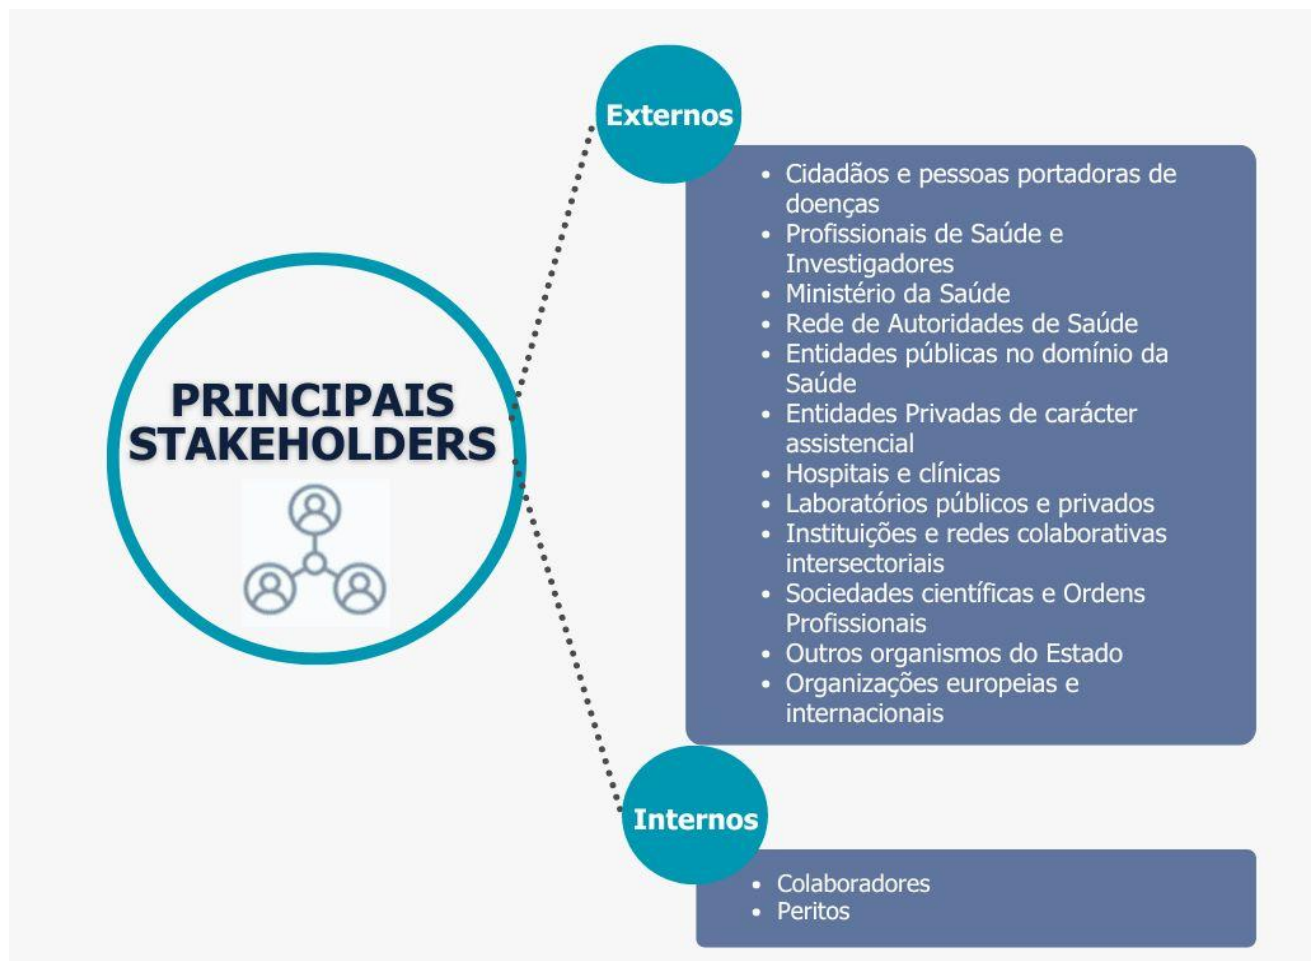 PRINCIPAIS
STAKEHOLDERS
Externos
• Cidadãos e pessoas portadoras de
doenças
• Profissionais de Saúde e
Investigadores
• Ministério da Saúde
• Rede de Autoridades de Saúde
• Entidades públicas no domínio da
Saúde
• Entidades Privadas de carácter
assistencial
• Hospitais e clínicas
• Laboratórios públicos e privados
• Instituições e redes colaborativas
intersectoriais
• Sociedades científicas e Ordens
Profissionais
• Outros organismos do Estado
• Organizações europeias e
internacionais
Internos
• Colaboradores
• Peritos